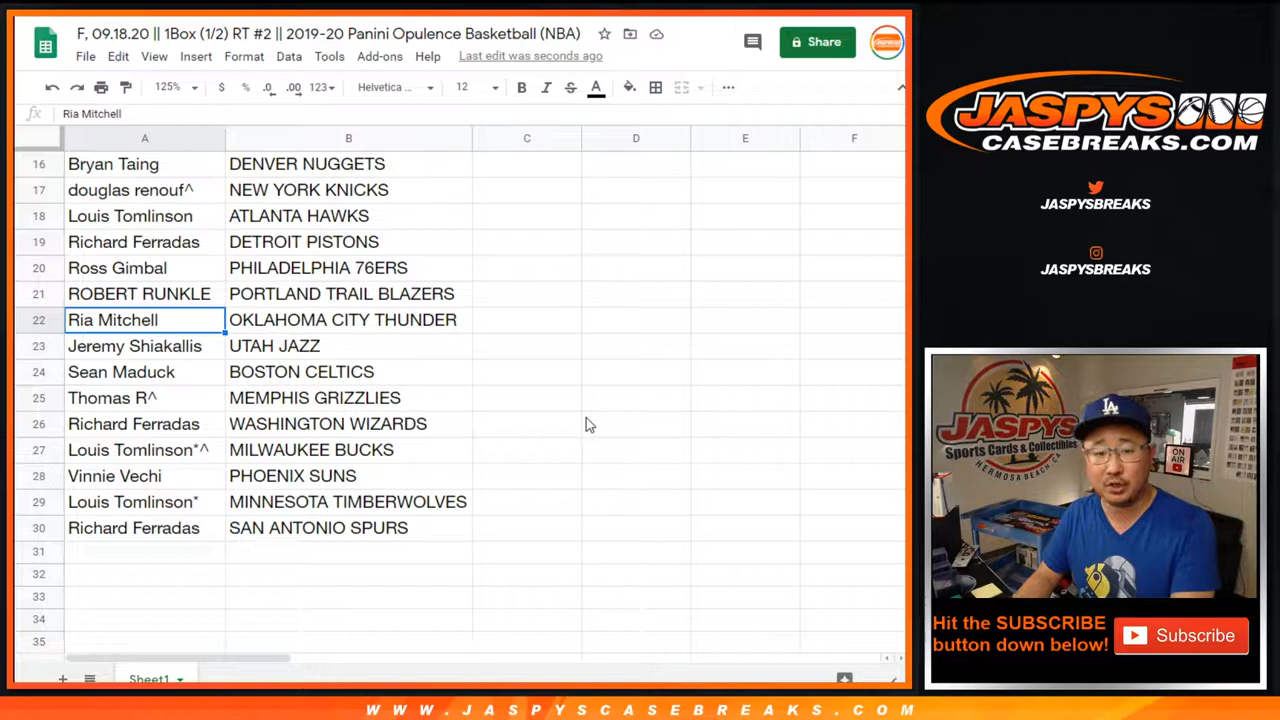 F, 09.18.20 || 1Box (1/2) RT #2 || 2019-20 Panini Opulence Basketball (NBA)
File Edit View Insert Format Data Tools Add-ons Help Last edit was seconds ago
Share
125% $ % .0 .00 123 Helvetica ... 12 B I S A
fx Ria Mitchell
A B C D E F
16 Bryan Taing DENVER NUGGETS
17 douglas renouf^ NEW YORK KNICKS
18 Louis Tomlinson ATLANTA HAWKS
19 Richard Ferradas DETROIT PISTONS
20 Ross Gimbal PHILADELPHIA 76ERS
21 ROBERT RUNKLE PORTLAND TRAIL BLAZERS
22 Ria Mitchell OKLAHOMA CITY THUNDER
23 Jeremy Shiakallis UTAH JAZZ
24 Sean Maduck BOSTON CELTICS
25 Thomas R^ MEMPHIS GRIZZLIES
26 Richard Ferradas WASHINGTON WIZARDS
27 Louis Tomlinson*^ MILWAUKEE BUCKS
28 Vinnie Vechi PHOENIX SUNS
29 Louis Tomlinson* MINNESOTA TIMBERWOLVES
30 Richard Ferradas SAN ANTONIO SPURS
31
32
33
34
35
Sheet1
JASPYS
CASEBREAKS.COM
JASPYSBREAKS
JASPYSBREAKS
JASPYS
Sports Cards & Collectibles
HERMOSA BEACH CA
LA
ON AIR
Hit the SUBSCRIBE
button down below!
Subscribe
WWW.JASPYSCASEBREAKS.COM